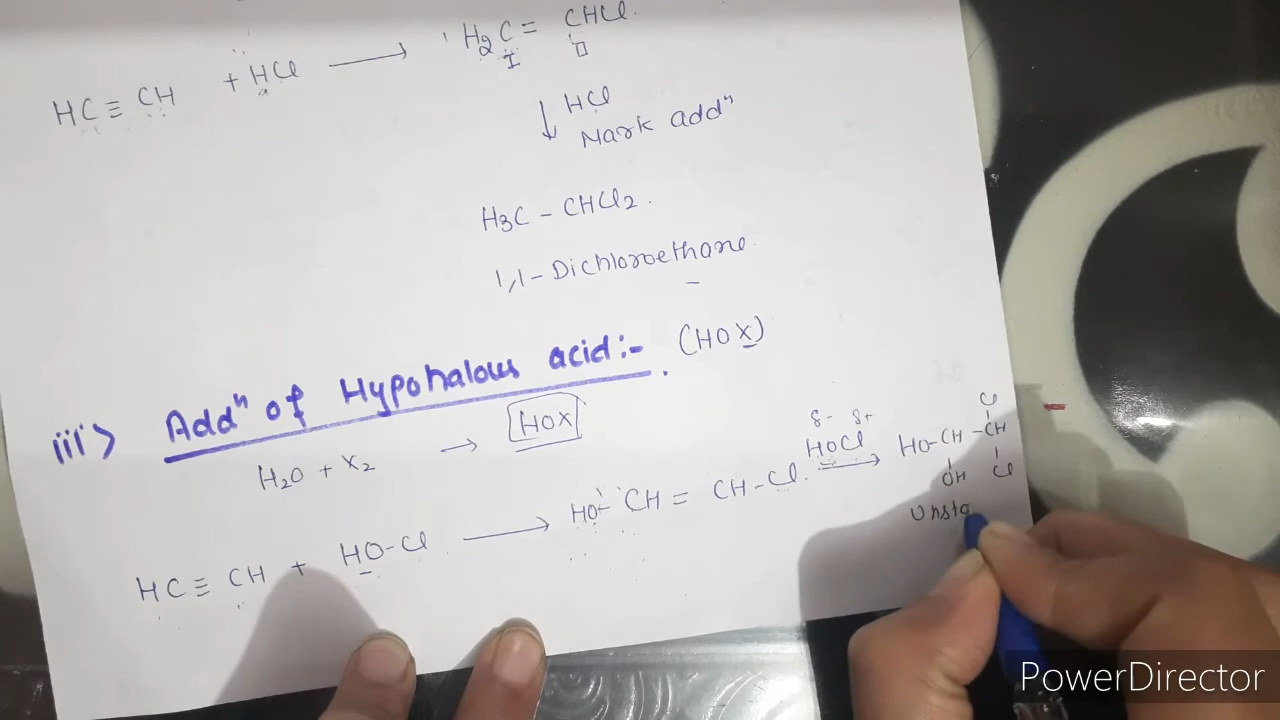 HC ≡ CH + HCl ⟶ H₂C = CHCl.
I II
↓ HCl
Mark addⁿ
H₃C – CHCl₂.
1,1-Dichloroethane.
iii> Addⁿ of Hypohalous acid:- (HOX)
H₂O + X₂ → HOX
HC ≡ CH + HO-Cl ⟶ HO-CH = CH-Cl.
δ- δ+
HOCl
⟶
Cl
HO-CH-CH
OH Cl
Unsta
PowerDirector